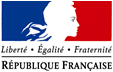 Liberté • Égalité • Fraternité
RÉPUBLIQUE FRANÇAISE